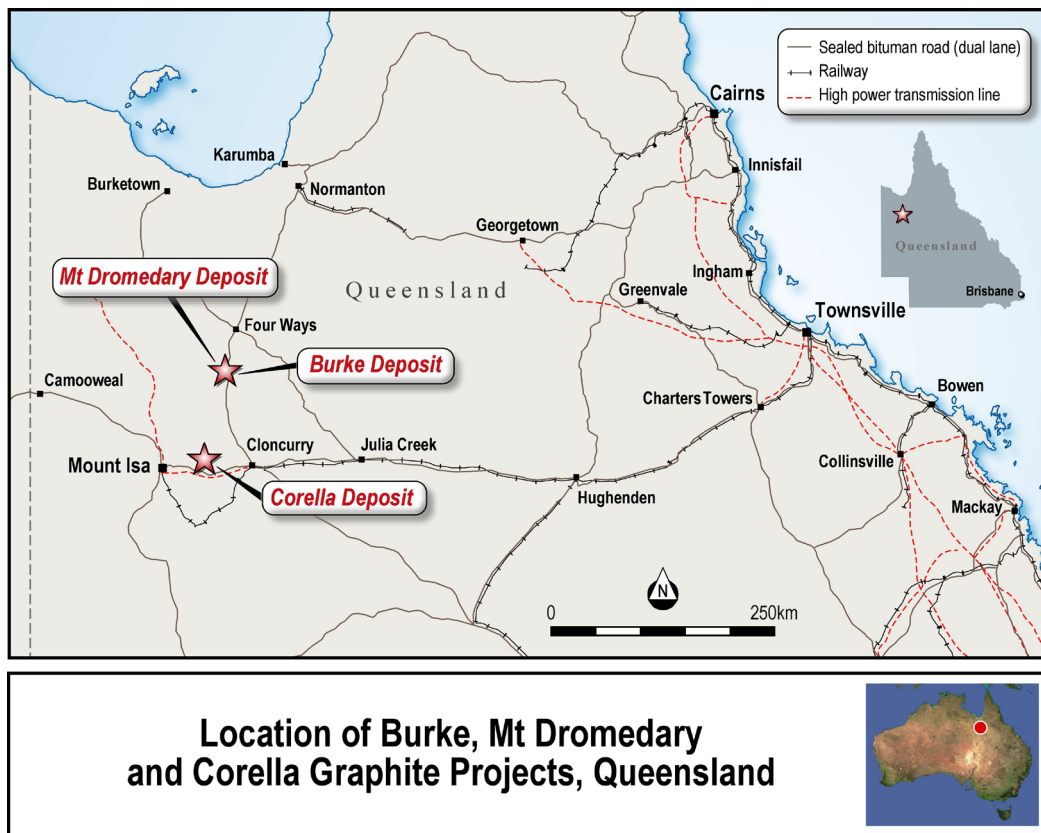 Sealed bituman road (dual lane)
Railway
High power transmission line
Cairns
Karumba
Innisfail
Burketown
Normanton
Georgetown
Queensland
Mt Dromedary Deposit
Ingham
Queensland
Greenvale
Brisbane
Townsville
Four Ways
Burke Deposit
Camooweal
Bowen
Charters Towers
Julia Creek
Cloncurry
Mount Isa
Collinsville
Corella Deposit
Hughenden
Mackay
N
0 250km
Location of Burke, Mt Dromedary
and Corella Graphite Projects, Queensland